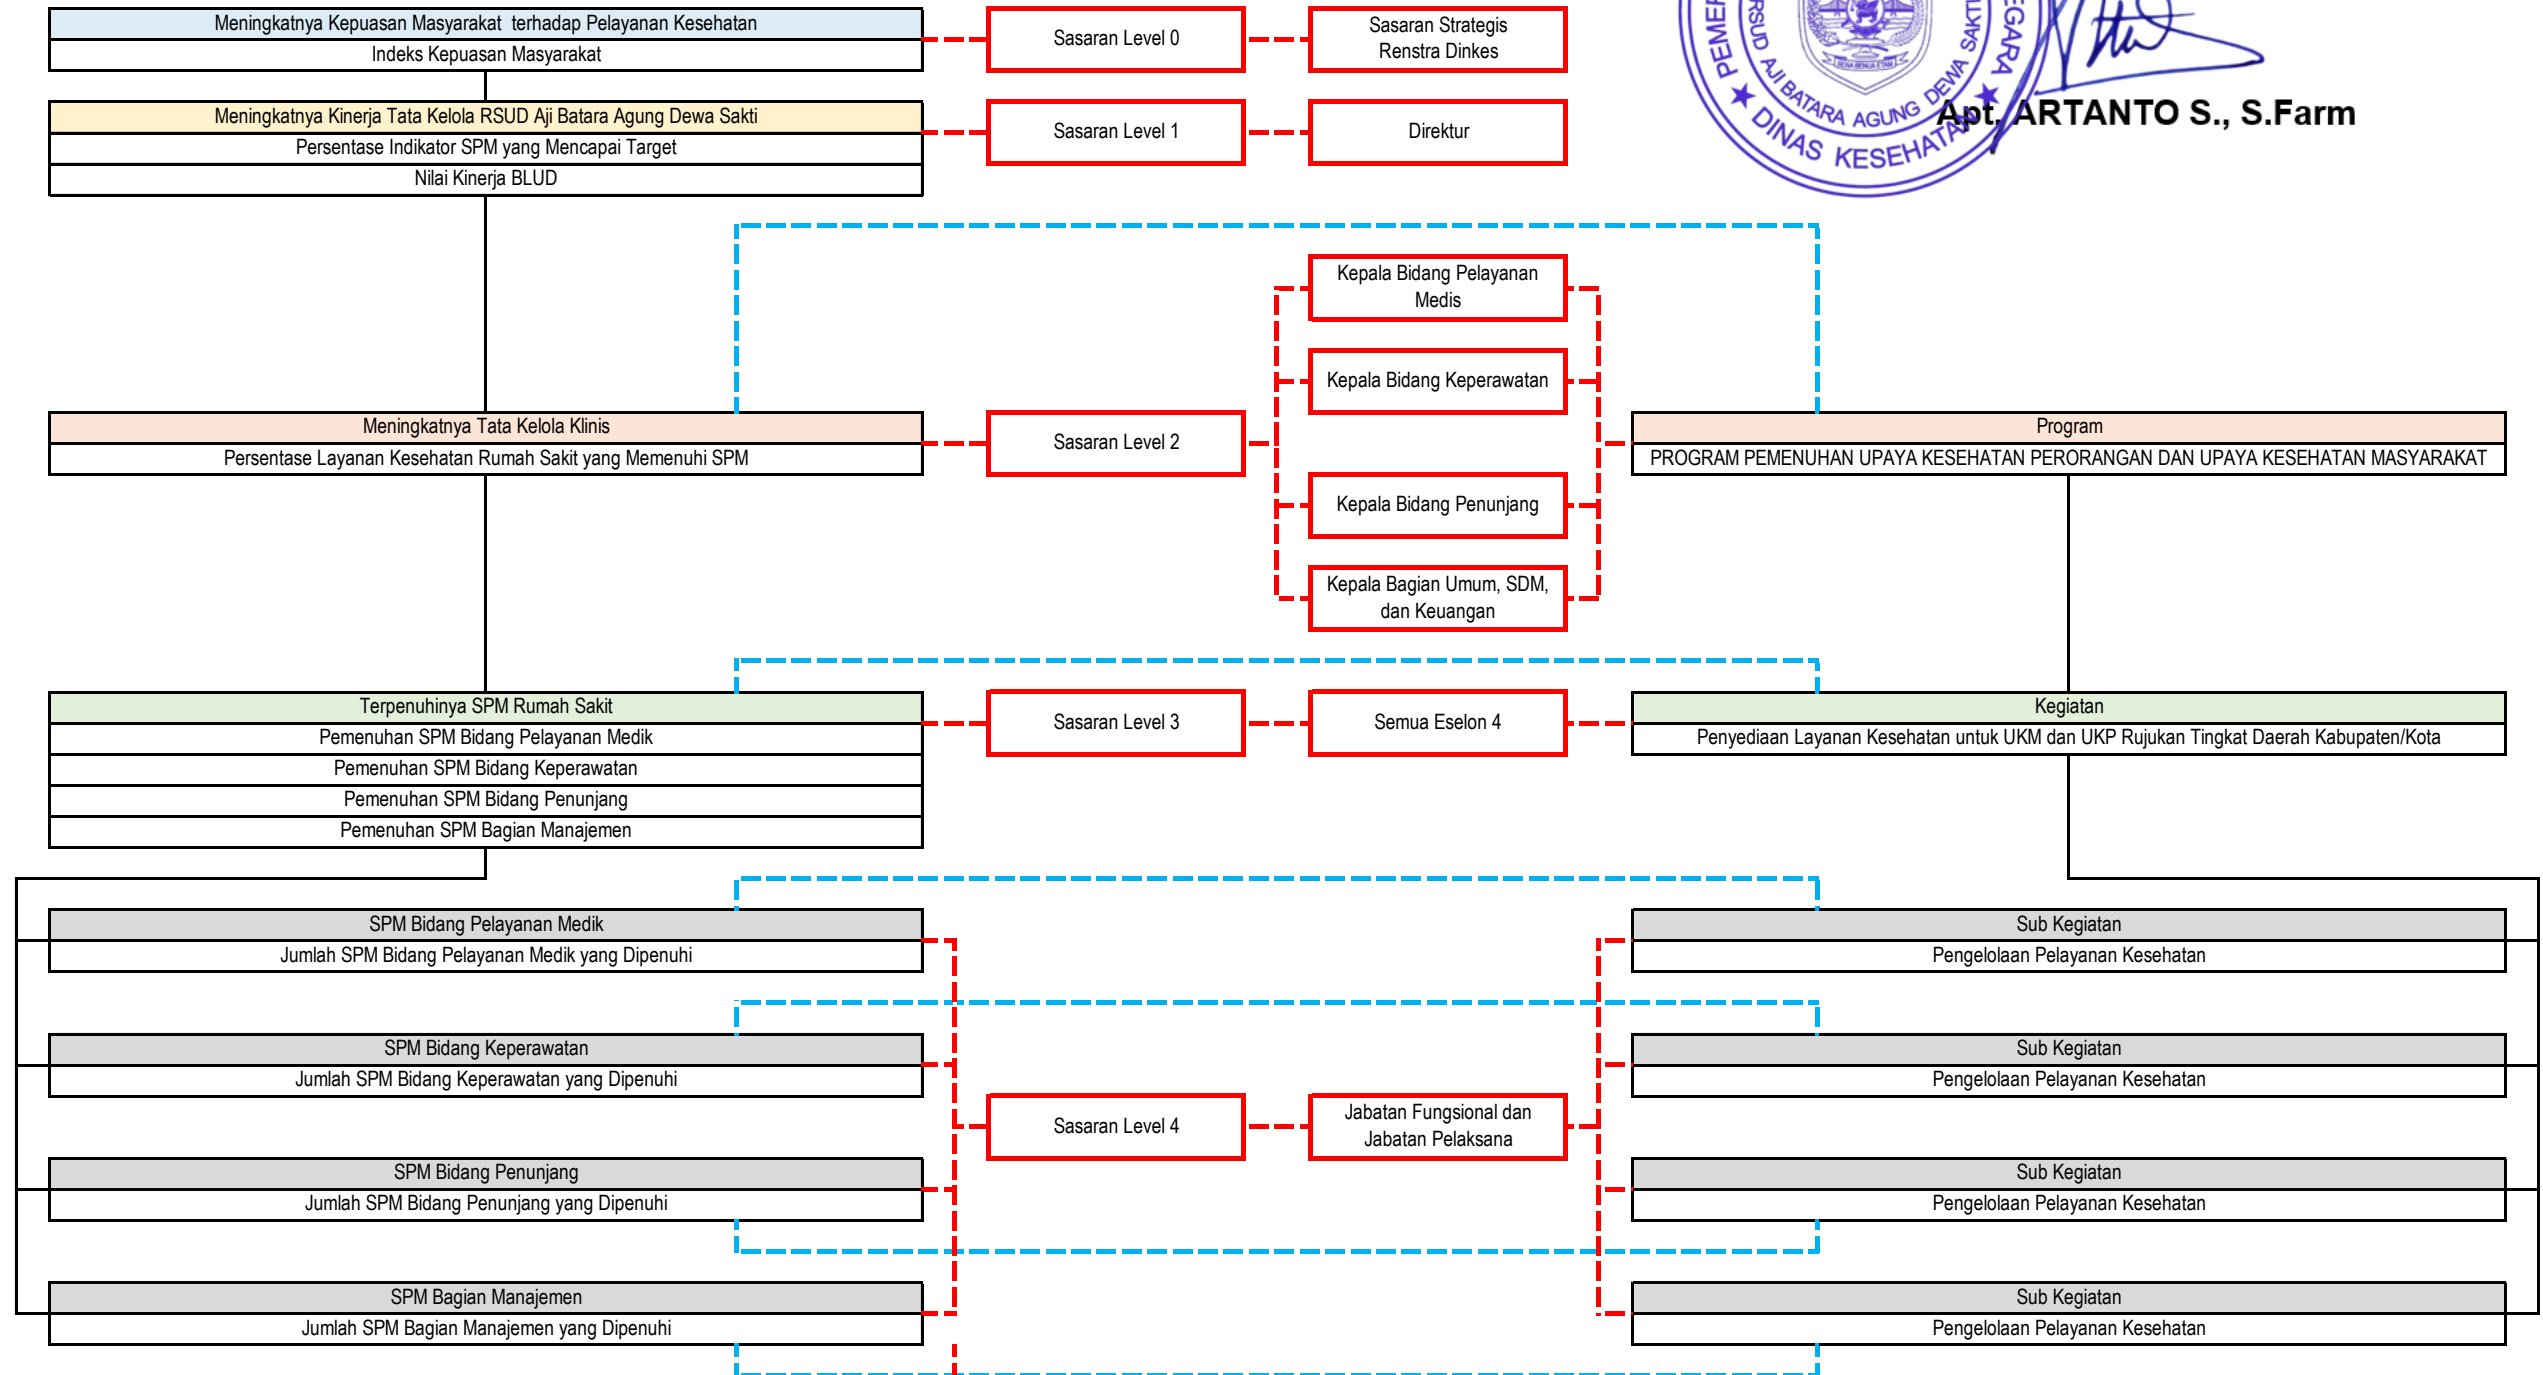 Meningkatnya Kepuasan Masyarakat terhadap Pelayanan Kesehatan
Indeks Kepuasan Masyarakat
Sasaran Level 0
Sasaran Strategis
Renstra Dinkes
RSUD AJI BATARA AGUNG DEWA SAKTI
★ DINAS KESEHATAN ★
BENA BENUA ETAM
Apt. ARTANTO S., S.Farm
Meningkatnya Kinerja Tata Kelola RSUD Aji Batara Agung Dewa Sakti
Persentase Indikator SPM yang Mencapai Target
Nilai Kinerja BLUD
Sasaran Level 1
Direktur
Meningkatnya Tata Kelola Klinis
Persentase Layanan Kesehatan Rumah Sakit yang Memenuhi SPM
Sasaran Level 2
Kepala Bidang Pelayanan
Medis
Kepala Bidang Keperawatan
Kepala Bidang Penunjang
Kepala Bagian Umum, SDM,
dan Keuangan
Program
PROGRAM PEMENUHAN UPAYA KESEHATAN PERORANGAN DAN UPAYA KESEHATAN MASYARAKAT
Terpenuhinya SPM Rumah Sakit
Pemenuhan SPM Bidang Pelayanan Medik
Pemenuhan SPM Bidang Keperawatan
Pemenuhan SPM Bidang Penunjang
Pemenuhan SPM Bagian Manajemen
Sasaran Level 3
Semua Eselon 4
Kegiatan
Penyediaan Layanan Kesehatan untuk UKM dan UKP Rujukan Tingkat Daerah Kabupaten/Kota
SPM Bidang Pelayanan Medik
Jumlah SPM Bidang Pelayanan Medik yang Dipenuhi
SPM Bidang Keperawatan
Jumlah SPM Bidang Keperawatan yang Dipenuhi
SPM Bidang Penunjang
Jumlah SPM Bidang Penunjang yang Dipenuhi
SPM Bagian Manajemen
Jumlah SPM Bagian Manajemen yang Dipenuhi
Sasaran Level 4
Jabatan Fungsional dan
Jabatan Pelaksana
Sub Kegiatan
Pengelolaan Pelayanan Kesehatan
Sub Kegiatan
Pengelolaan Pelayanan Kesehatan
Sub Kegiatan
Pengelolaan Pelayanan Kesehatan
Sub Kegiatan
Pengelolaan Pelayanan Kesehatan